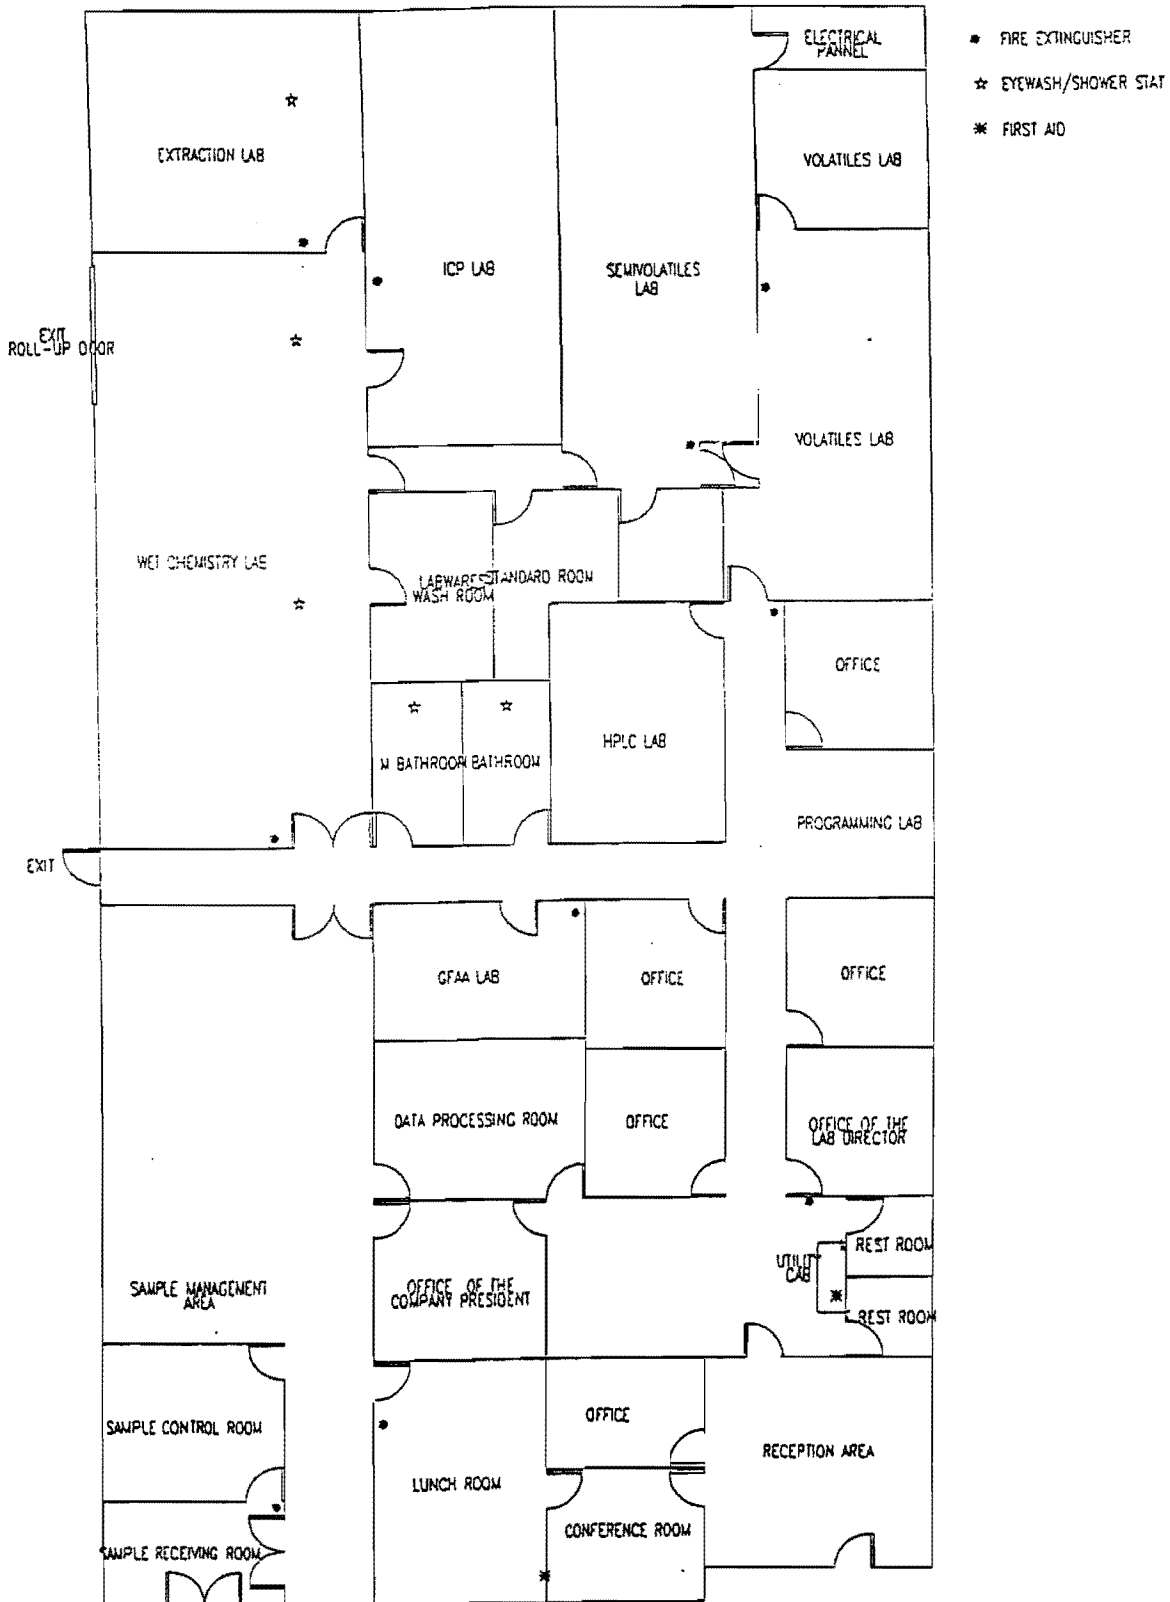 ELECTRICAL
PANNEL
FIRE EXTINGUISHER
EYEWASH/SHOWER STAT
FIRST AID
EXTRACTION LAB
VOLATILES LAB
ICP LAB
SEMIVOLATILES
LAB
EXIT
ROLL-UP DOOR
VOLATILES LAB
WET CHEMISTRY LAB
LABWARE
WASH ROOM
STANDARD ROOM
OFFICE
HPLC LAB
M BATHROOM
BATHROOM
PROGRAMMING LAB
EXIT
GFAA LAB
OFFICE
OFFICE
DATA PROCESSING ROOM
OFFICE
OFFICE OF THE
LAB DIRECTOR
REST ROOM
UTILIT
CAB
SAMPLE MANAGEMENT
AREA
OFFICE OF THE
COMPANY PRESIDENT
REST ROOM
SAMPLE CONTROL ROOM
OFFICE
RECEPTION AREA
LUNCH ROOM
CONFERENCE ROOM
SAMPLE RECEIVING ROOM